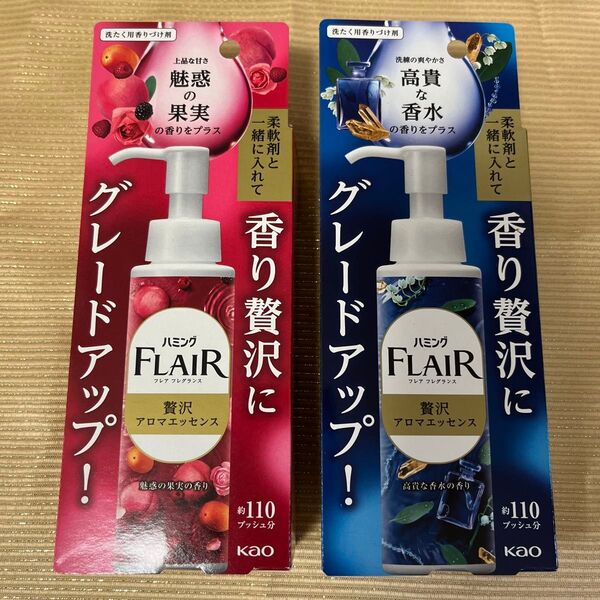 洗たく用香りづけ剤
上品な甘さ
魅惑
の
果実
の香りをプラス
柔軟剤と
一緒に入れて
香り贅沢に
グレードアップ！
ハミング
FLAIR
フレア フレグランス
贅沢
アロマエッセンス
魅惑の果実の香り
約110
プッシュ分
Kao
洗たく用香りづけ剤
洗練の爽やかさ
高貴
な
香水
の香りをプラス
柔軟剤と
一緒に入れて
香り贅沢に
グレードアップ！
ハミング
FLAIR
フレア フレグランス
贅沢
アロマエッセンス
高貴な香水の香り
約110
プッシュ分
Kao